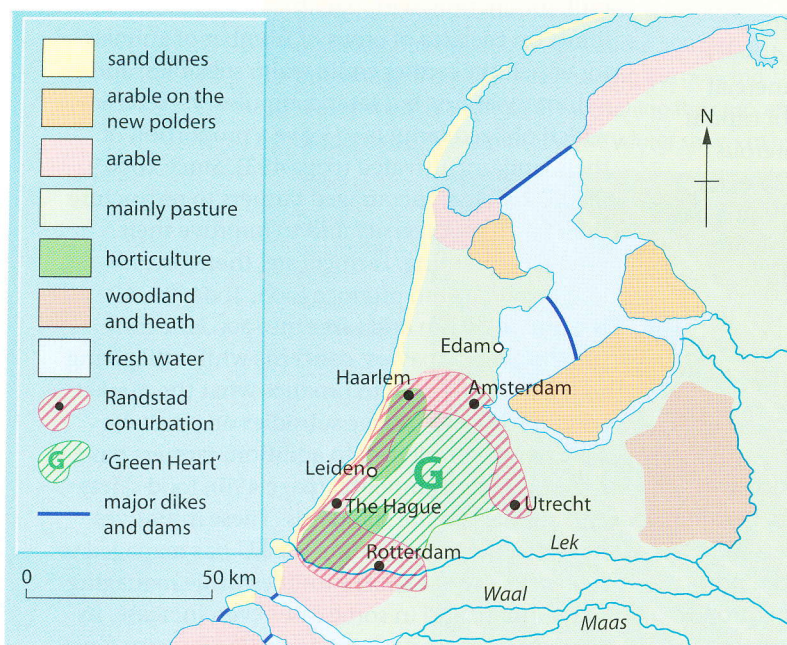 sand dunes
arable on the
new polders
arable
mainly pasture
horticulture
woodland
and heath
fresh water
Randstad
conurbation
G
'Green Heart'
major dikes
and dams
0
50 km
N
Edam
Haarlem
Amsterdam
Leiden
G
The Hague
Utrecht
Rotterdam
Lek
Waal
Maas